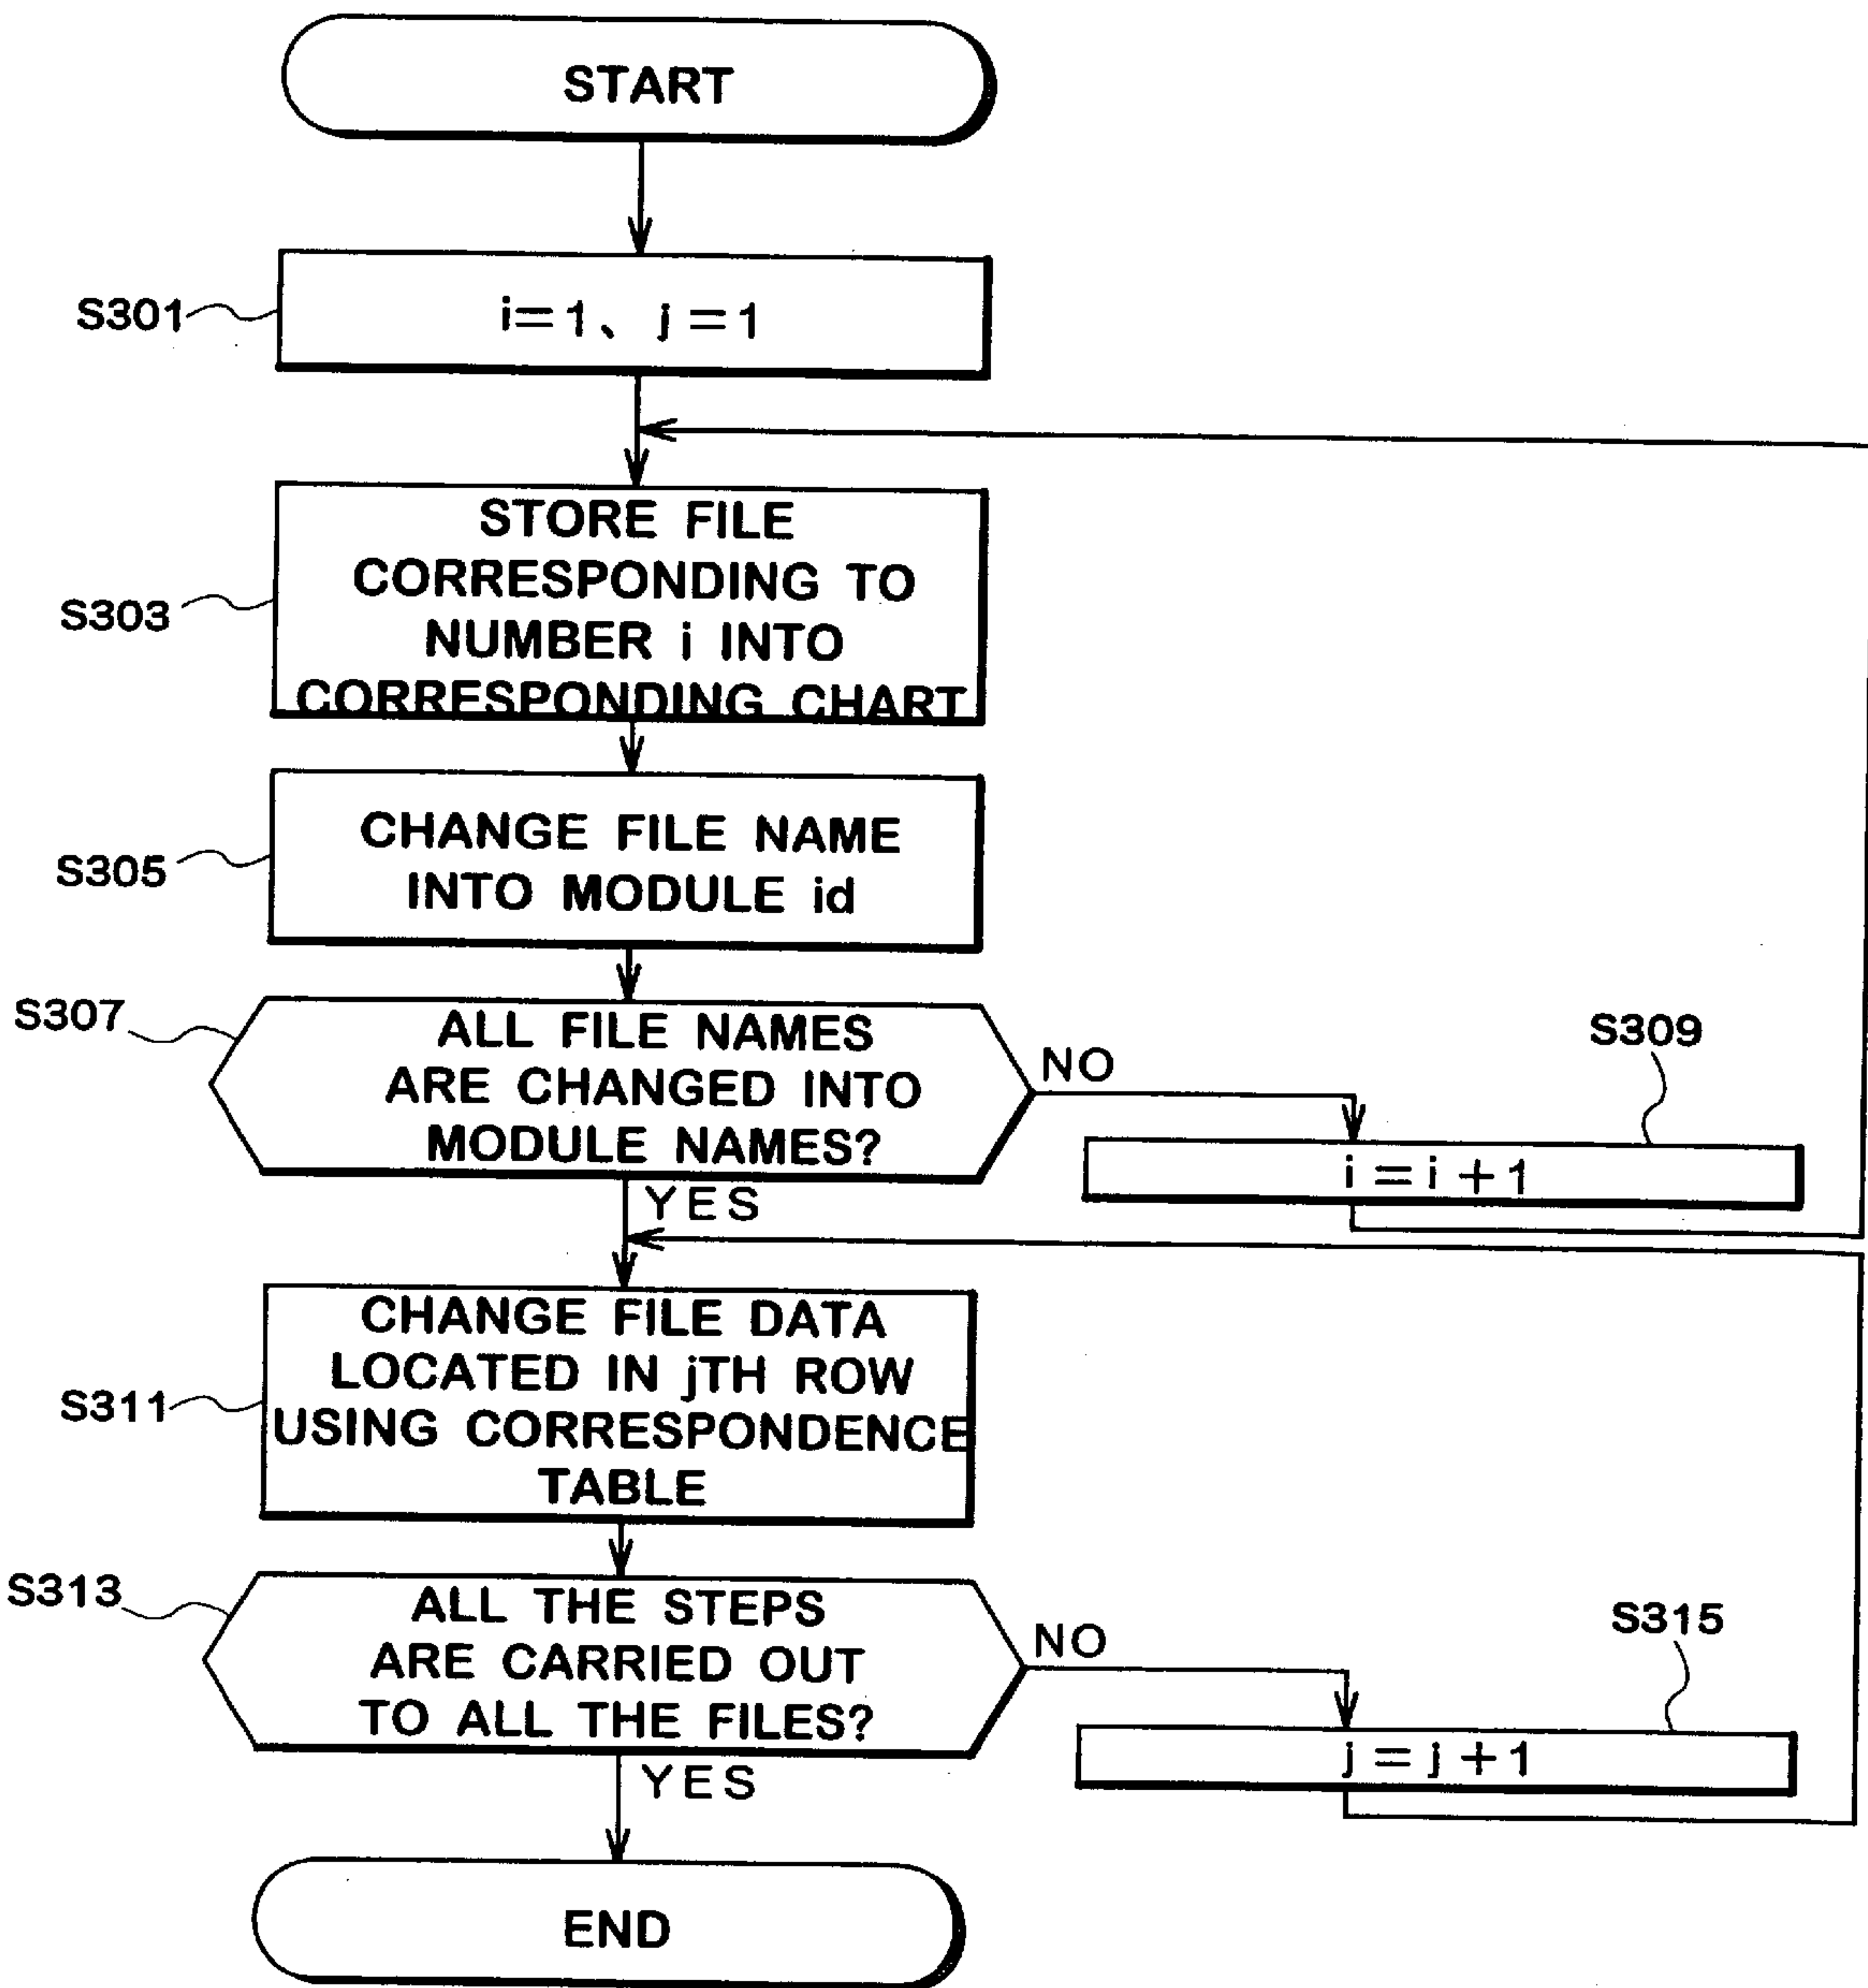 START
S301
i=1、 j=1
S303
STORE FILE
CORRESPONDING TO
NUMBER i INTO
CORRESPONDING CHART
S305
CHANGE FILE NAME
INTO MODULE id
S307
ALL FILE NAMES
ARE CHANGED INTO
MODULE NAMES?
NO
S309
i=i+1
YES
S311
CHANGE FILE DATA
LOCATED IN jTH ROW
USING CORRESPONDENCE
TABLE
S313
ALL THE STEPS
ARE CARRIED OUT
TO ALL THE FILES?
NO
S315
j=j+1
YES
END